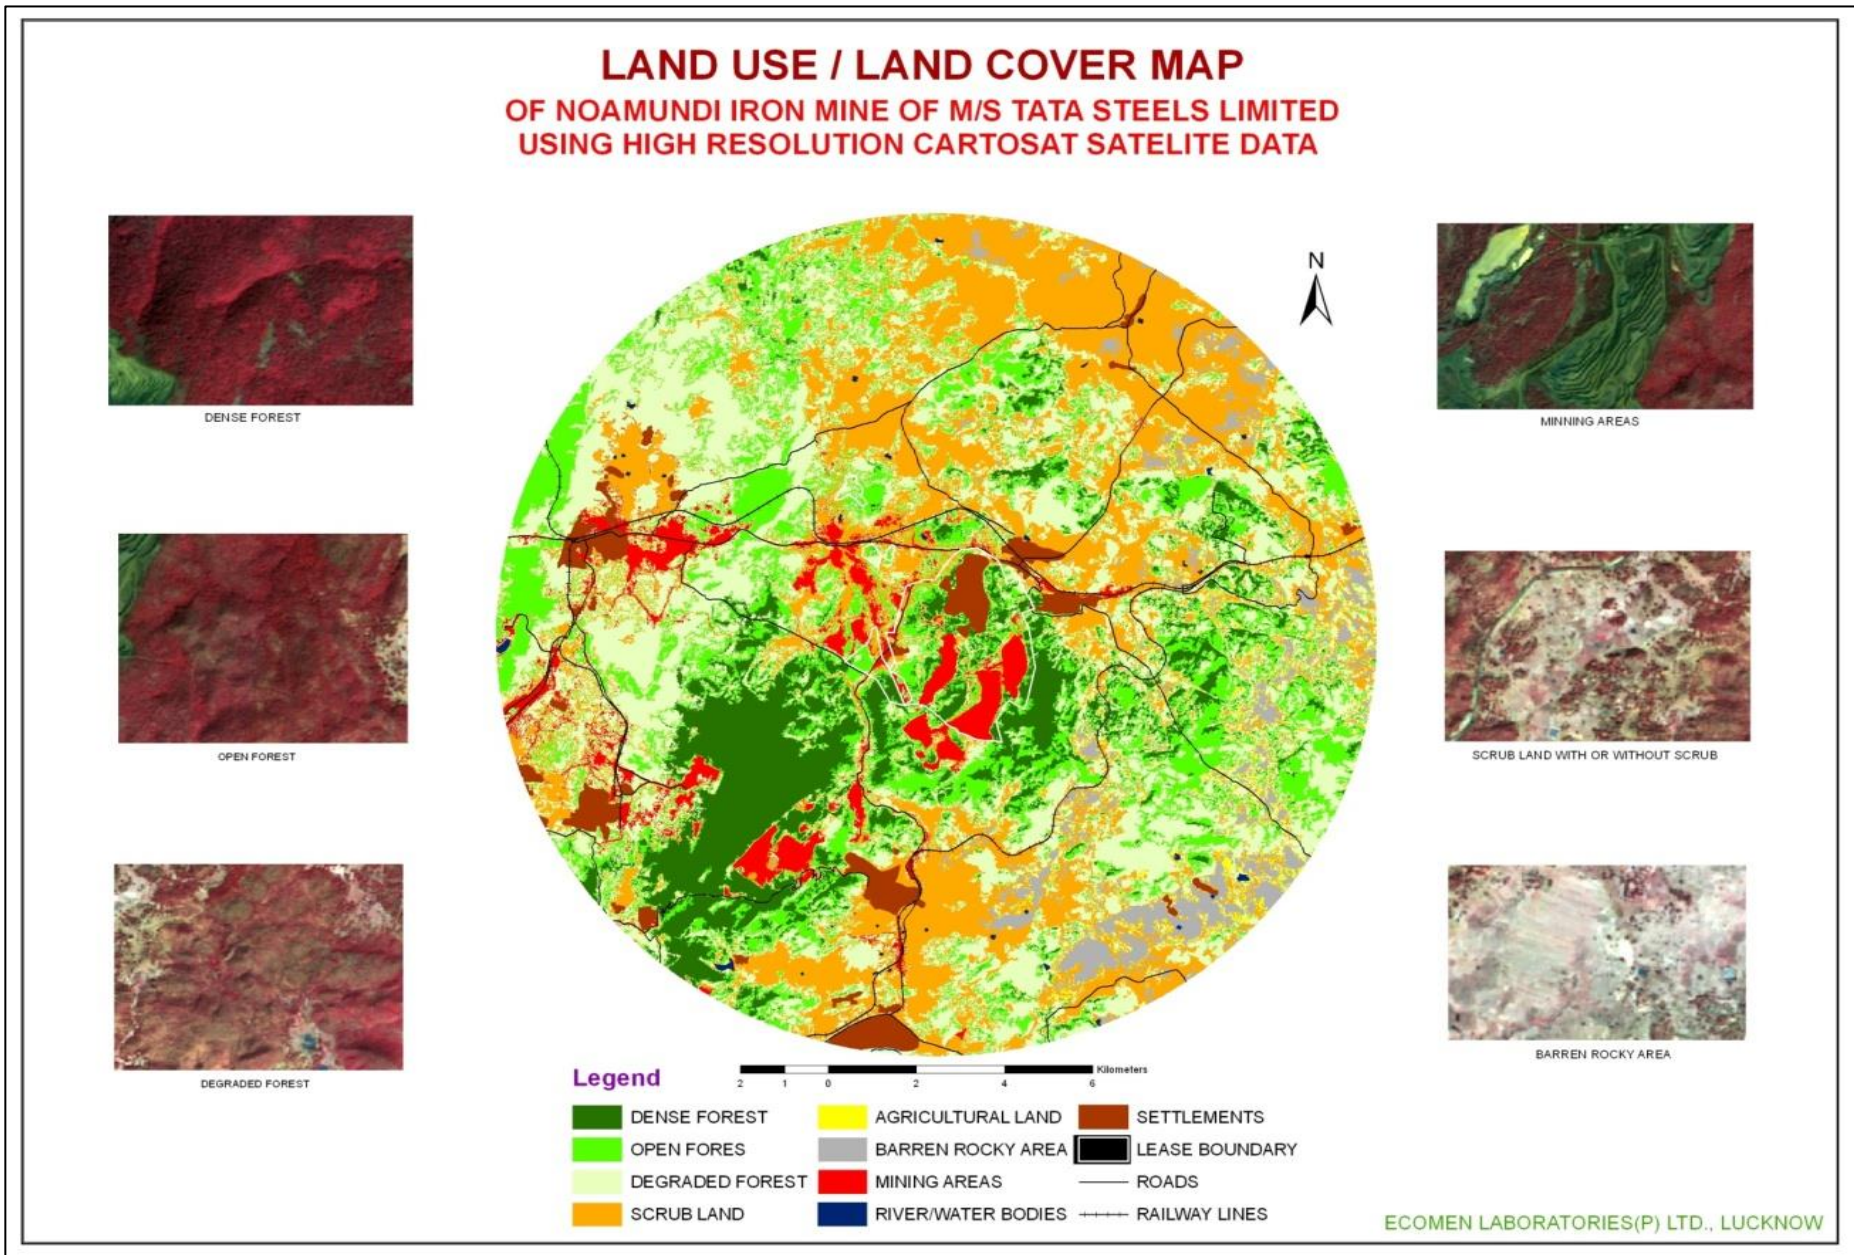 LAND USE / LAND COVER MAP
OF NOAMUNDI IRON MINE OF M/S TATA STEELS LIMITED
USING HIGH RESOLUTION CARTOSAT SATELITE DATA
DENSE FOREST
OPEN FOREST
DEGRADED FOREST
N
MINNING AREAS
SCRUB LAND WITH OR WITHOUT SCRUB
BARREN ROCKY AREA
Legend
2 1 0 2 4 6 Kilometers
DENSE FOREST
OPEN FORES
DEGRADED FOREST
SCRUB LAND
AGRICULTURAL LAND
BARREN ROCKY AREA
MINING AREAS
RIVER/WATER BODIES
SETTLEMENTS
LEASE BOUNDARY
ROADS
RAILWAY LINES
ECOMEN LABORATORIES(P) LTD., LUCKNOW